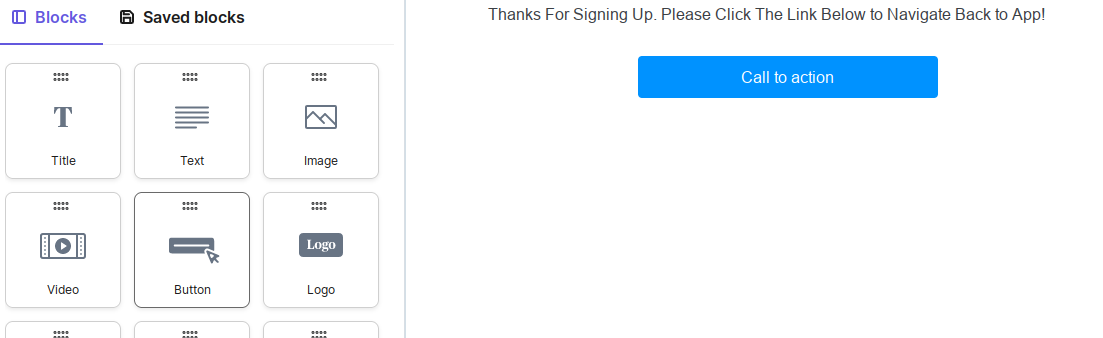 Blocks
Saved blocks
Thanks For Signing Up. Please Click The Link Below to Navigate Back to App!
Call to action
T
Title
Text
Image
Video
Button
Logo
Logo